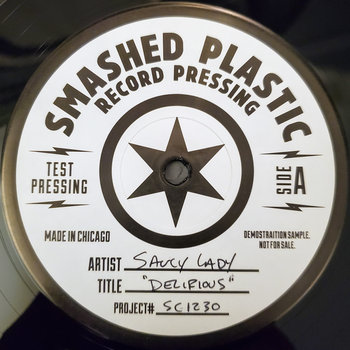 SMASHED PLASTIC
RECORD PRESSING
TEST
PRESSING
SIDE A
MADE IN CHICAGO
DEMOSTRAITION SAMPLE.
NOT FOR SALE.
ARTIST SAUCY LADY
TITLE "DELIRIOUS"
PROJECT# SC1230